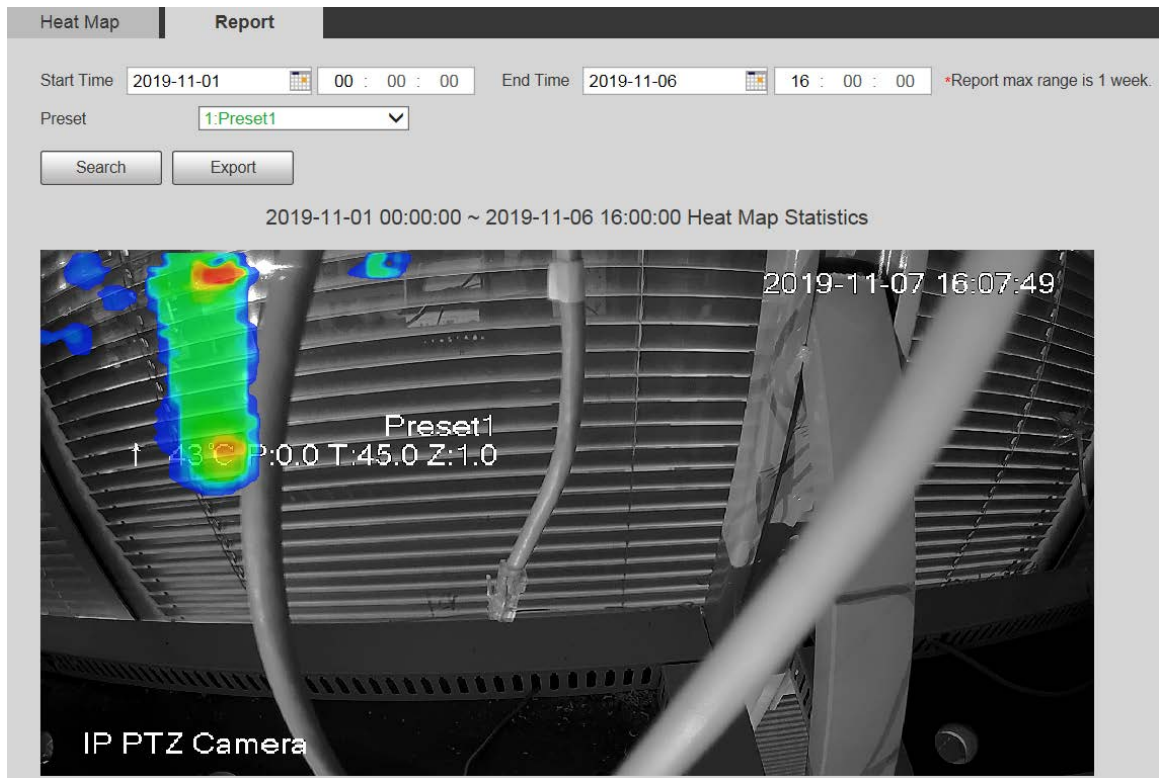 Heat Map Report
Start Time 2019-11-01 00 : 00 : 00 End Time 2019-11-06 16 : 00 : 00 *Report max range is 1 week.
Preset 1:Preset1
Search Export
2019-11-01 00:00:00 ~ 2019-11-06 16:00:00 Heat Map Statistics
2019-11-07 16:07:49
Preset1
↑ 43°C P:0.0 T:45.0 Z:1.0
IP PTZ Camera